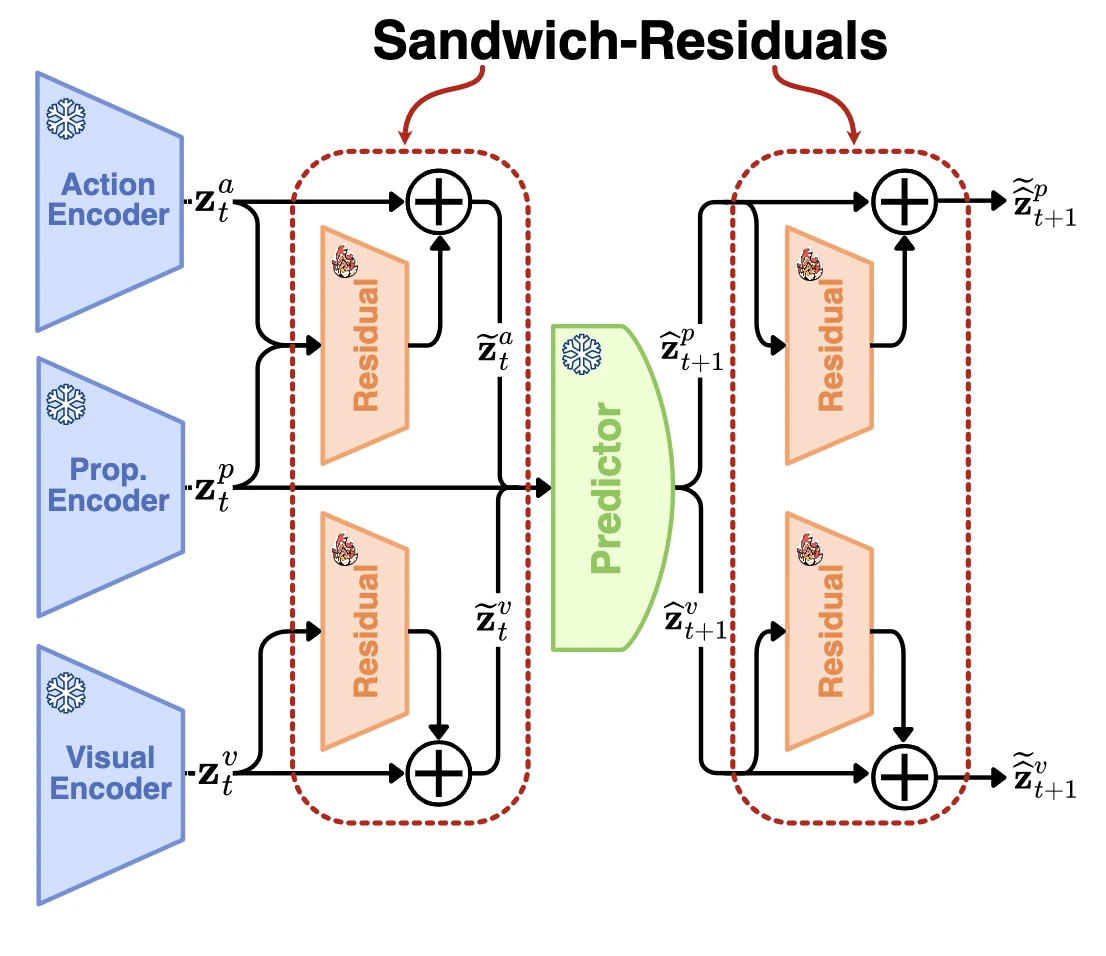 Sandwich-Residuals
Action
Encoder
z_t^a
Residual
z̃_t^a
Prop.
Encoder
z_t^p
Residual
z̃_t^v
Visual
Encoder
z_t^v
Predictor
ẑ_{t+1}^p
ẑ_{t+1}^v
Residual
Residual
z̃̂_{t+1}^p
z̃̂_{t+1}^v